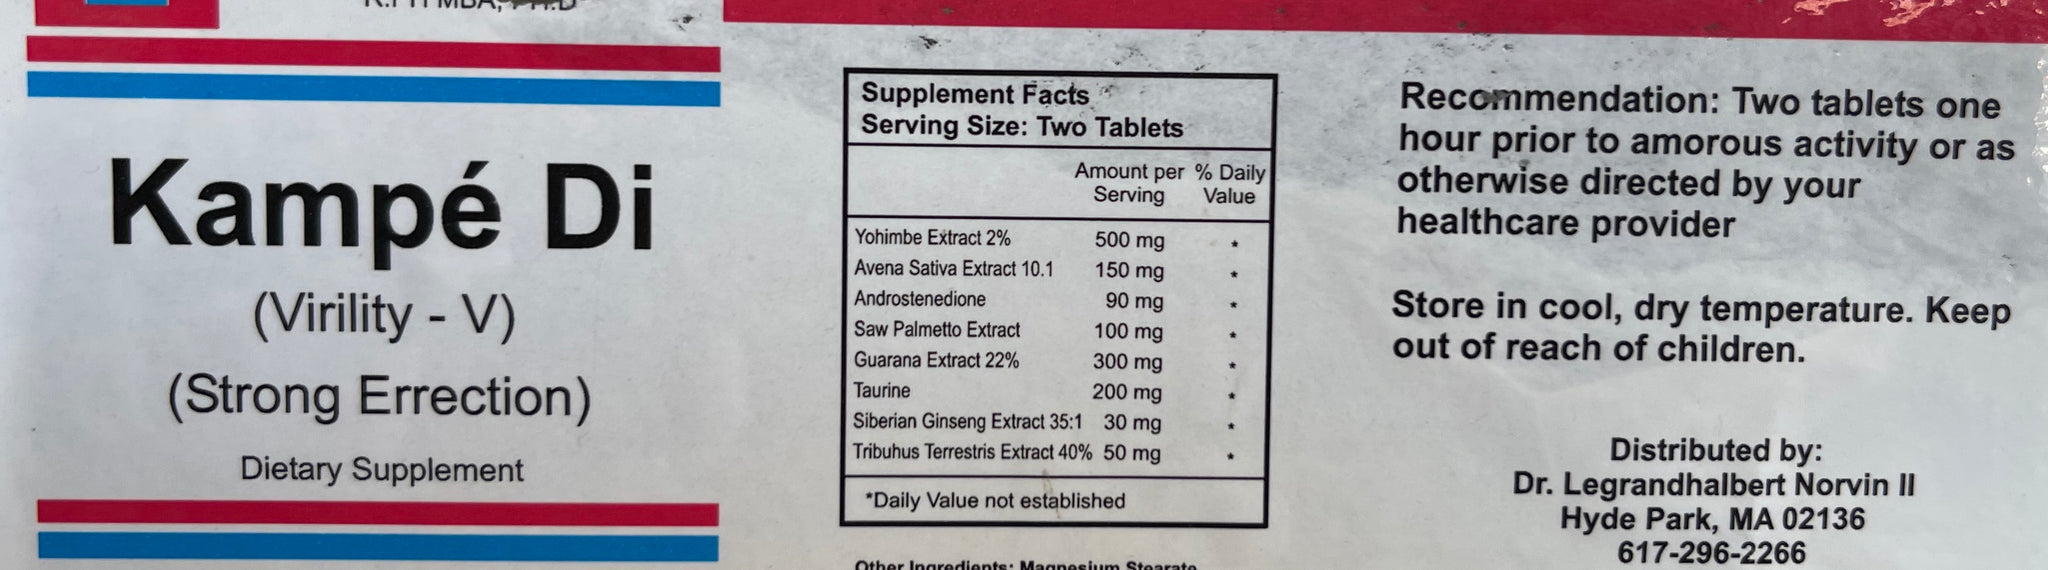 Kampé Di
(Virility - V)
(Strong Errection)
Dietary Supplement
Supplement Facts
Serving Size: Two Tablets
Amount per % Daily
Serving Value
Yohimbe Extract 2% 500 mg *
Avena Sativa Extract 10.1 150 mg *
Androstenedione 90 mg *
Saw Palmetto Extract 100 mg *
Guarana Extract 22% 300 mg *
Taurine 200 mg *
Siberian Ginseng Extract 35:1 30 mg *
Tribuhus Terrestris Extract 40% 50 mg *
*Daily Value not established
Other Ingredients: Magnesium Stearate
Recommendation: Two tablets one
hour prior to amorous activity or as
otherwise directed by your
healthcare provider
Store in cool, dry temperature. Keep
out of reach of children.
Distributed by:
Dr. Legrandhalbert Norvin II
Hyde Park, MA 02136
617-296-2266